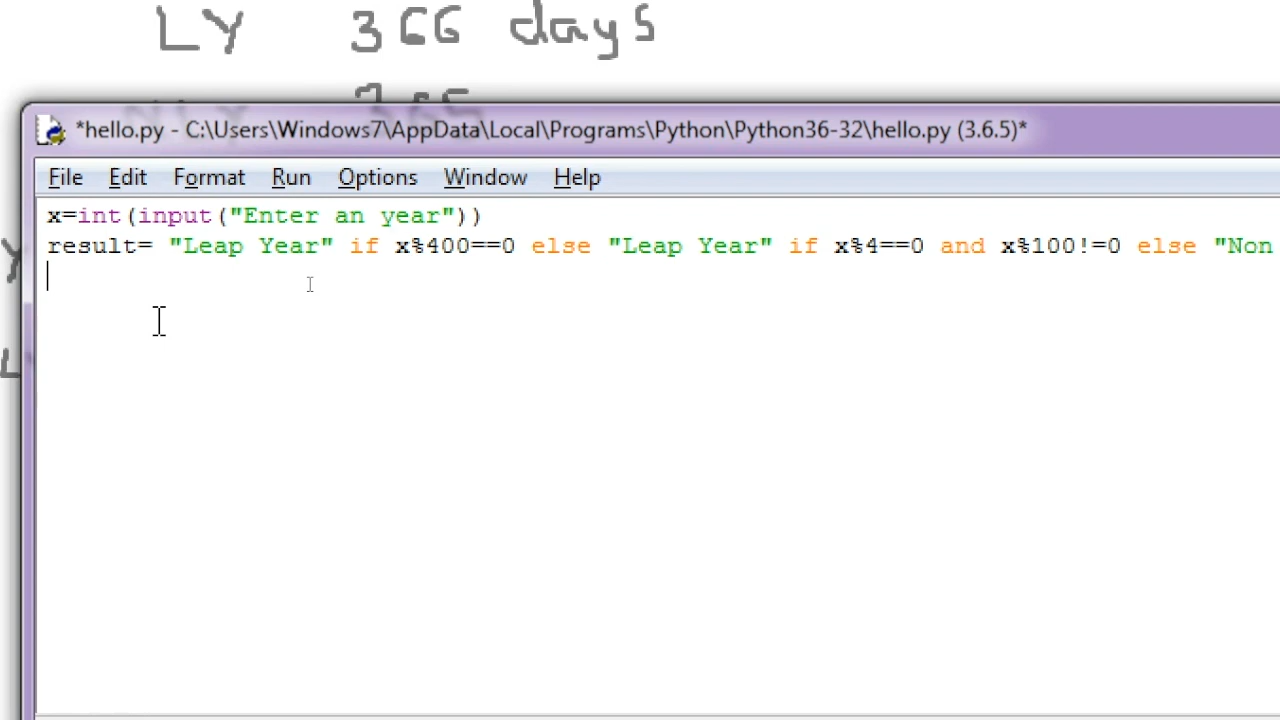 LY 366 days
NLY 365
*hello.py - C:\Users\Windows7\AppData\Local\Programs\Python\Python36-32\hello.py (3.6.5)*
File Edit Format Run Options Window Help
x=int(input("Enter an year"))
result= "Leap Year" if x%400==0 else "Leap Year" if x%4==0 and x%100!=0 else "Non